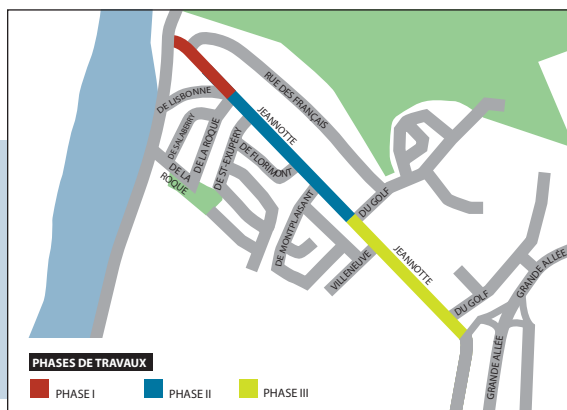 RUE DES FRANÇAIS
DE LISBONNE
JEANNOTTE
DE SALABERRY
DE LA ROQUE
DE ST-EXUPÉRY
DE FLORIMONT
DE LA
ROQUE
DE MONTPLAISANT
DU GOLF
VILLENEUVE
JEANNOTTE
DU GOLF
GRANDE ALLÉE
GRANDE ALLÉE
PHASES DE TRAVAUX
PHASE I
PHASE II
PHASE III